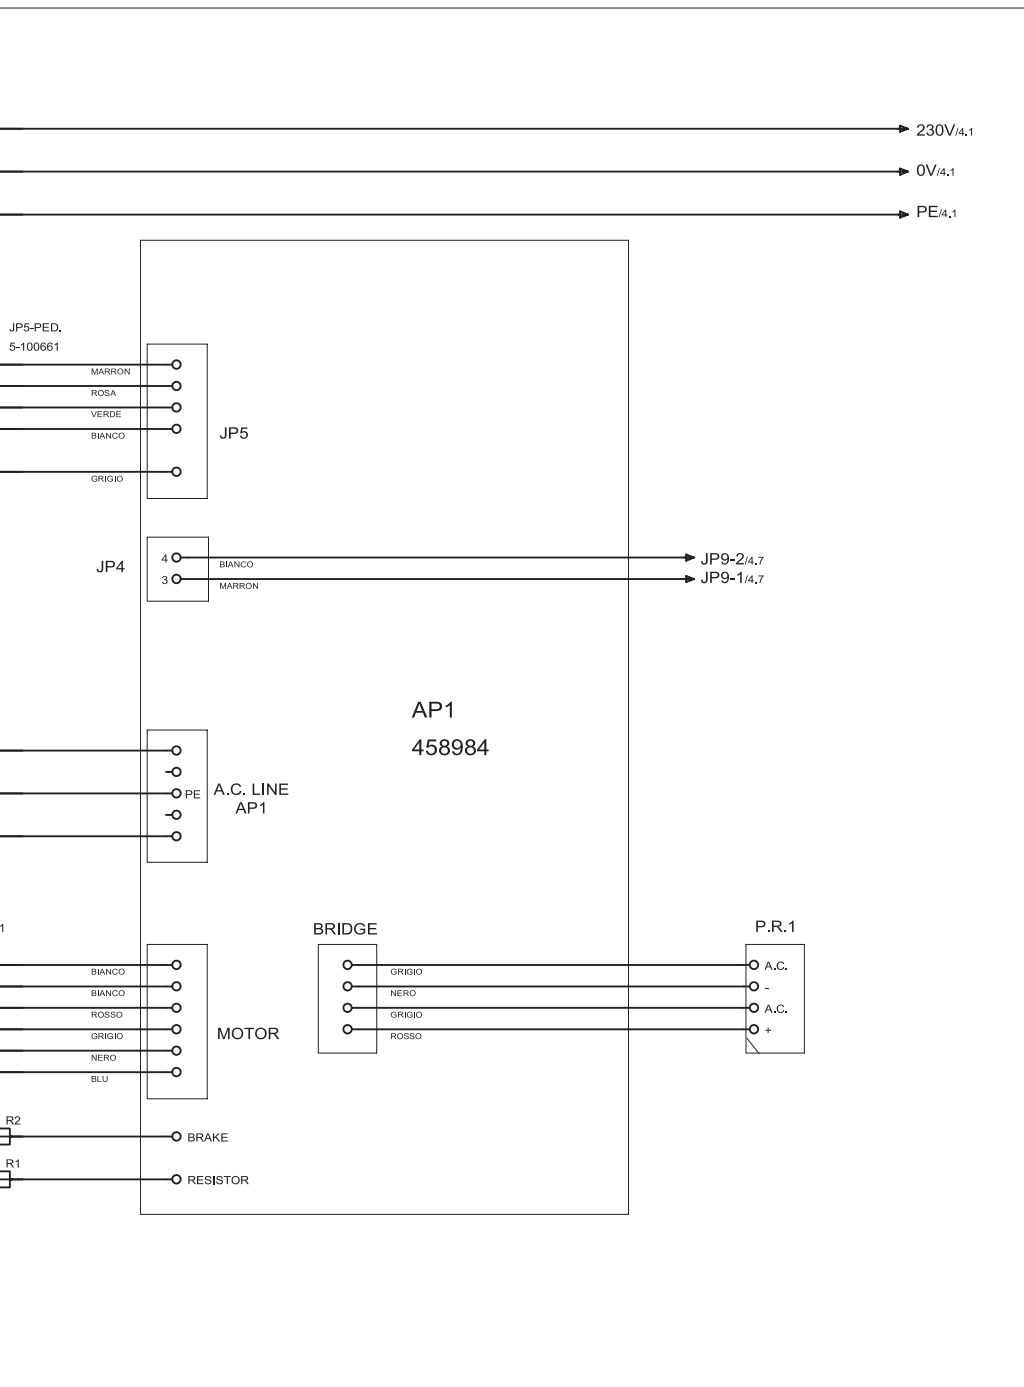 230V/4.1
0V/4.1
PE/4.1
JP5-PED.
5-100661
MARRON
ROSA
VERDE
BIANCO
GRIGIO
JP5
JP4
4
3
BIANCO
MARRON
JP9-2/4.7
JP9-1/4.7
AP1
458984
PE
A.C. LINE
AP1
1
BIANCO
BIANCO
ROSSO
GRIGIO
NERO
BLU
MOTOR
BRIDGE
GRIGIO
NERO
GRIGIO
ROSSO
P.R.1
A.C.
-
A.C.
+
R2
BRAKE
R1
RESISTOR